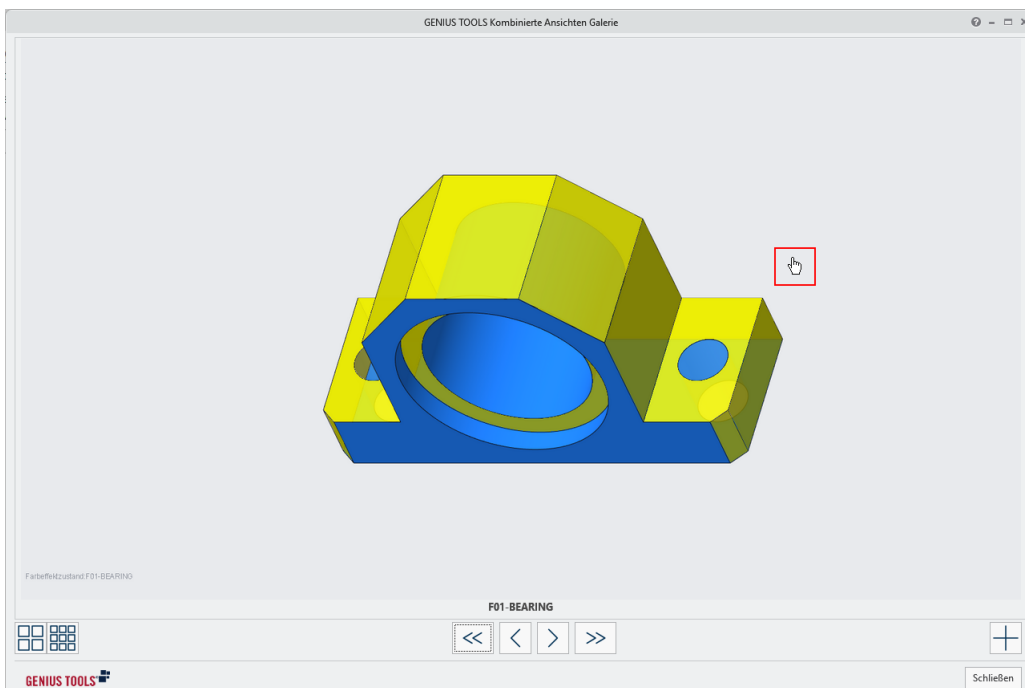 GENIUS TOOLS Kombinierte Ansichten Galerie
Farbeffektzustand:F01-BEARING
F01-BEARING
GENIUS TOOLS
Schließen